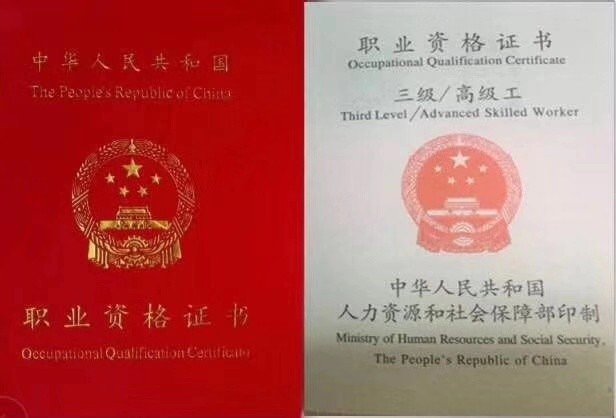 中华人民共和国
The People's Republic of China
职业资格证书
Occupational Qualification Certificate
职业资格证书
Occupational Qualification Certificate
三级/高级工
Third Level/Advanced Skilled Worker
中华人民共和国
人力资源和社会保障部印制
Ministry of Human Resources and Social Security,
The People's Republic of China